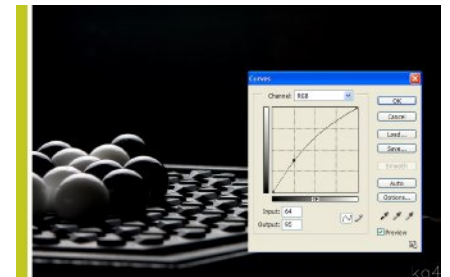 Curves
Channel: RGB
OK
Cancel
Load...
Save...
Smooth
Auto
Options...
Input: 64
Output: 95
Preview